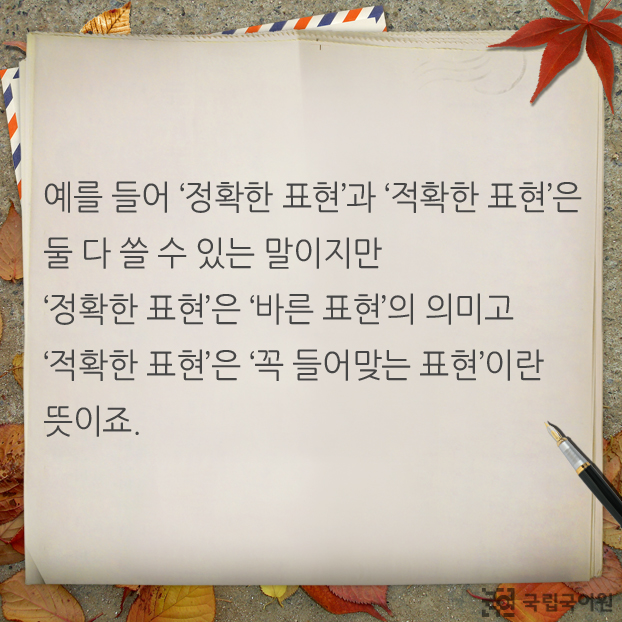 예를 들어 ‘정확한 표현’과 ‘적확한 표현’은
둘 다 쓸 수 있는 말이지만
‘정확한 표현’은 ‘바른 표현’의 의미고
‘적확한 표현’은 ‘꼭 들어맞는 표현’이란
뜻이죠.
국립국어원